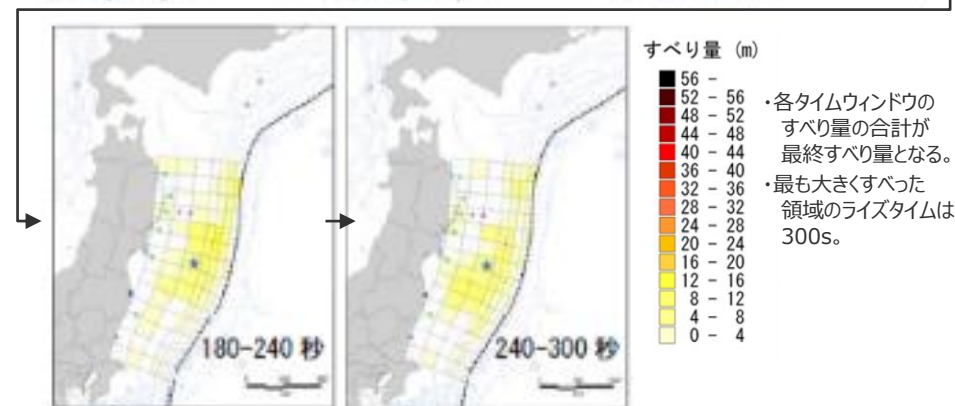 すべり量 (m)
56 -
52 - 56
48 - 52
44 - 48
40 - 44
36 - 40
32 - 36
28 - 32
24 - 28
20 - 24
16 - 20
12 - 16
8 - 12
4 - 8
0 - 4
・各タイムウィンドウの
すべり量の合計が
最終すべり量となる。
・最も大きくすべった
領域のライズタイムは
300s。
180-240 秒
240-300 秒